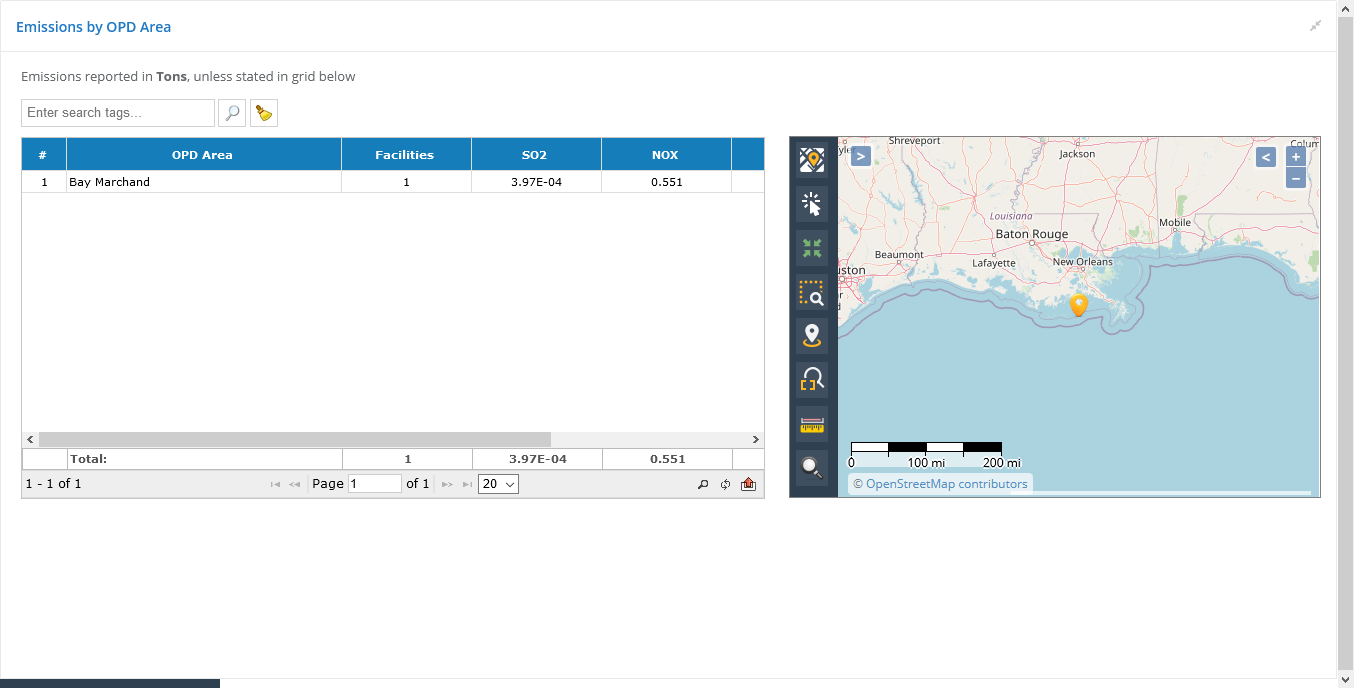 Emissions by OPD Area
Emissions reported in Tons, unless stated in grid below
Enter search tags...
# OPD Area Facilities SO2 NOX
1 Bay Marchand 1 3.97E-04 0.551
Total: 1 3.97E-04 0.551
1 - 1 of 1 Page 1 of 1 20
Shreveport
Jackson
Colum
yle
>
<
+
−
Louisiana
Mobile
Baton Rouge
Beaumont
Lafayette
New Orleans
uston
0 100 mi 200 mi
© OpenStreetMap contributors